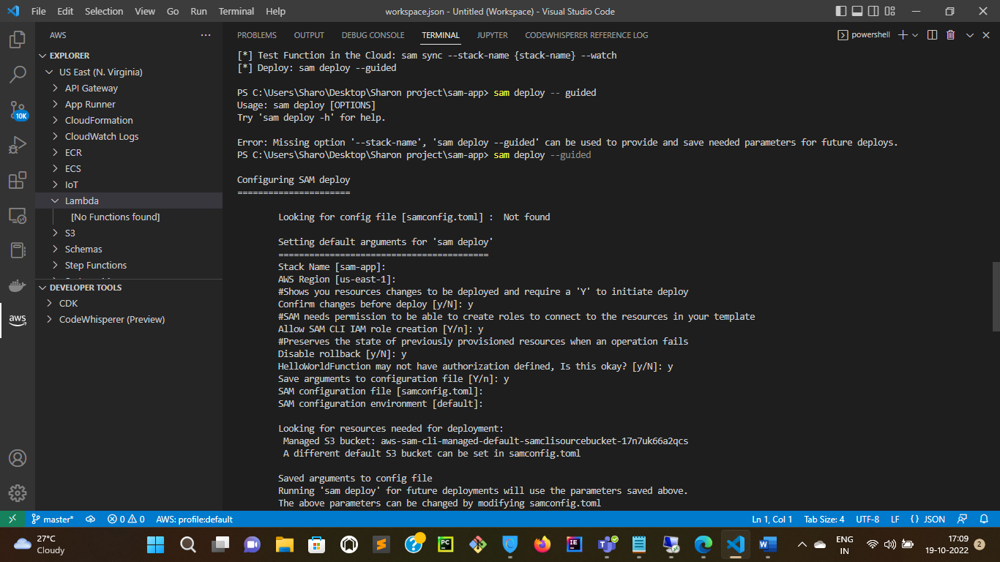 File Edit Selection View Go Run Terminal Help
workspace.json - Untitled (Workspace) - Visual Studio Code
AWS
EXPLORER
US East (N. Virginia)
API Gateway
App Runner
CloudFormation
CloudWatch Logs
ECR
ECS
IoT
Lambda
[No Functions found]
S3
Schemas
Step Functions
DEVELOPER TOOLS
CDK
CodeWhisperer (Preview)
10K
aws
PROBLEMS OUTPUT DEBUG CONSOLE TERMINAL JUPYTER CODEWHISPERER REFERENCE LOG
powershell
[*] Test Function in the Cloud: sam sync --stack-name {stack-name} --watch
[*] Deploy: sam deploy --guided
PS C:\Users\Sharo\Desktop\Sharon project\sam-app> sam deploy -- guided
Usage: sam deploy [OPTIONS]
Try 'sam deploy -h' for help.
Error: Missing option '--stack-name', 'sam deploy --guided' can be used to provide and save needed parameters for future deploys.
PS C:\Users\Sharo\Desktop\Sharon project\sam-app> sam deploy --guided
Configuring SAM deploy
======================
Looking for config file [samconfig.toml] :  Not found
Setting default arguments for 'sam deploy'
=========================================
Stack Name [sam-app]:
AWS Region [us-east-1]:
#Shows you resources changes to be deployed and require a 'Y' to initiate deploy
Confirm changes before deploy [y/N]: y
#SAM needs permission to be able to create roles to connect to the resources in your template
Allow SAM CLI IAM role creation [Y/n]: y
#Preserves the state of previously provisioned resources when an operation fails
Disable rollback [y/N]: y
HelloWorldFunction may not have authorization defined, Is this okay? [y/N]: y
Save arguments to configuration file [Y/n]: y
SAM configuration file [samconfig.toml]:
SAM configuration environment [default]:
Looking for resources needed for deployment:
Managed S3 bucket: aws-sam-cli-managed-default-samclisourcebucket-17n7uk66a2qcs
A different default S3 bucket can be set in samconfig.toml
Saved arguments to config file
Running 'sam deploy' for future deployments will use the parameters saved above.
The above parameters can be changed by modifying samconfig.toml
master* 0 0 AWS: profile:default
Ln 1, Col 1 Tab Size: 4 UTF-8 LF {} JSON
27°C
Cloudy
ENG
IN
17:09
19-10-2022
2